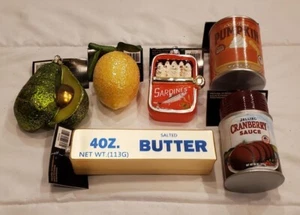 PUMPKIN
SARDINES
CRANBERRY
SAUCE
4OZ.
NET WT.(113G)
SALTED
BUTTER